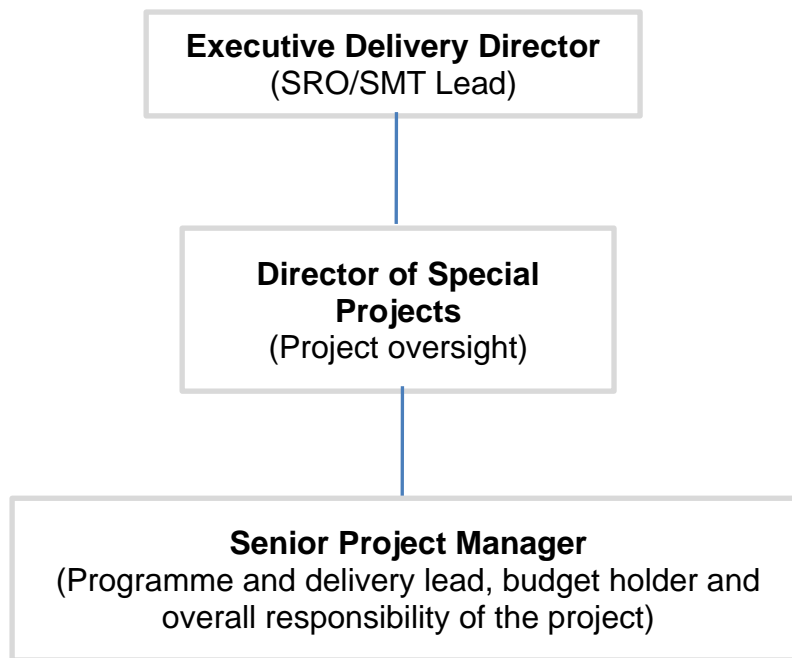 Executive Delivery Director
(SRO/SMT Lead)
Director of Special
Projects
(Project oversight)
Senior Project Manager
(Programme and delivery lead, budget holder and
overall responsibility of the project)